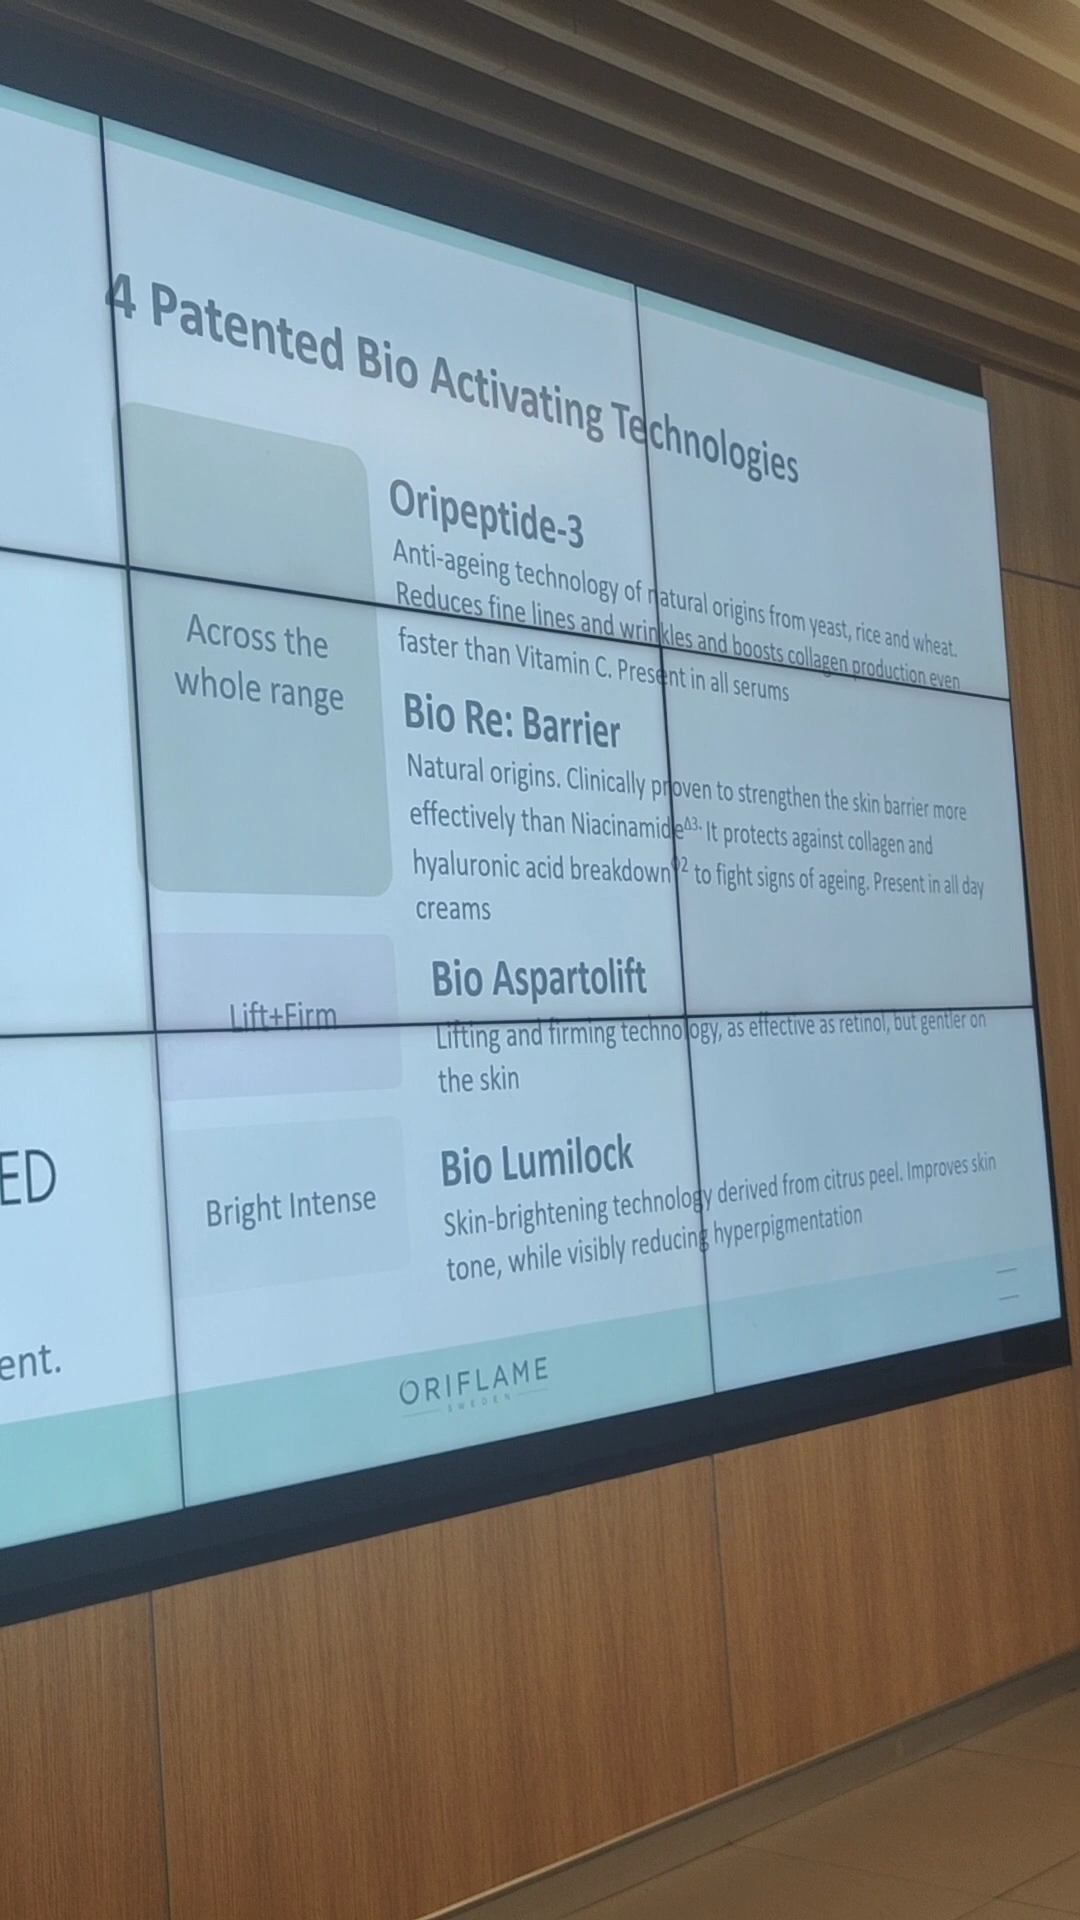 4 Patented Bio Activating Technologies
Across the
whole range
Oripeptide-3
Anti-ageing technology of natural origins from yeast, rice and wheat.
Reduces fine lines and wrinkles and boosts collagen production even
faster than Vitamin C. Present in all serums
Bio Re: Barrier
Natural origins. Clinically proven to strengthen the skin barrier more
effectively than Niacinamide∆3. It protects against collagen and
hyaluronic acid breakdown◊2 to fight signs of ageing. Present in all day
creams
Lift+Firm
Bio Aspartolift
Lifting and firming technology, as effective as retinol, but gentler on
the skin
Bright Intense
Bio Lumilock
Skin-brightening technology derived from citrus peel. Improves skin
tone, while visibly reducing hyperpigmentation
ED
ent.
ORIFLAME
SWEDEN